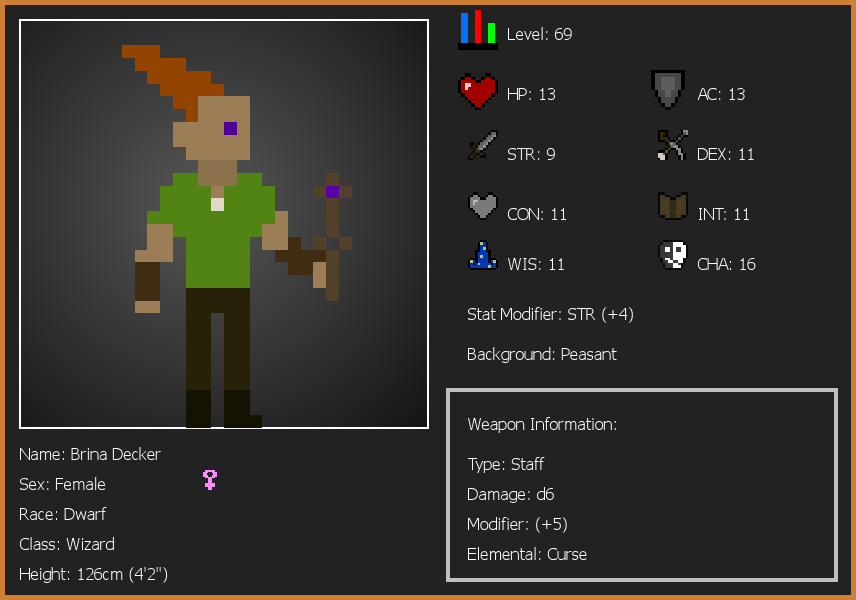 Level: 69
HP: 13
AC: 13
STR: 9
DEX: 11
CON: 11
INT: 11
WIS: 11
CHA: 16
Stat Modifier: STR (+4)
Background: Peasant
Weapon Information:
Type: Staff
Damage: d6
Modifier: (+5)
Elemental: Curse
Name: Brina Decker
Sex: Female
Race: Dwarf
Class: Wizard
Height: 126cm (4'2")